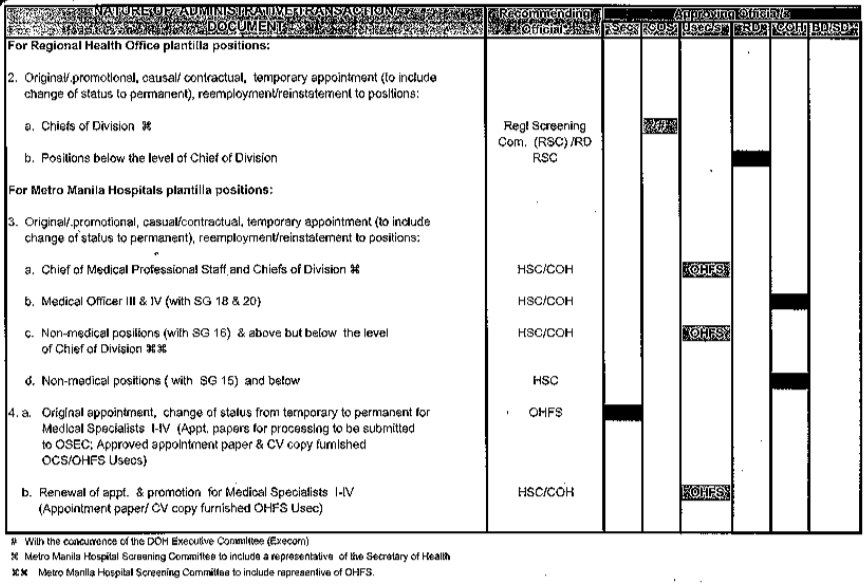 NATURE OF ADMINISTRATIVE TRANSACTION/ Recommending Approving Official/s
DOCUMENT Official Sec OCS Usec/s RD COH BD/SD
For Regional Health Office plantilla positions:
2. Original/.promotional, causal/ contractual, temporary appointment (to include
change of status to permanent), reemployment/reinstatement to positions:
a. Chiefs of Division ⌘ Regl Screening
Com. (RSC) /RD
b. Positions below the level of Chief of Division RSC
For Metro Manila Hospitals plantilla positions:
3. Original/.promotional, casual/contractual, temporary appointment (to include
change of status to permanent), reemployment/reinstatement to positions:
a. Chief of Medical Professional Staff and Chiefs of Division ⌘ HSC/COH OHFS
b. Medical Officer III & IV (with SG 18 & 20) HSC/COH
c. Non-medical positions (with SG 16) & above but below the level HSC/COH OHFS
of Chief of Division ⌘⌘
d. Non-medical positions ( with SG 15) and below HSC
4. a. Original appointment, change of status from temporary to permanent for OHFS
Medical Specialists I-IV (Appt. papers for processing to be submitted
to OSEC; Approved appointment paper & CV copy furnished
OCS/OHFS Usecs)
b. Renewal of appt. & promotion for Medical Specialists I-IV HSC/COH OHFS
(Appointment paper/ CV copy furnished OHFS Usec)
# With the concurrence of the DOH Executive Committee (Execom)
⌘ Metro Manila Hospital Screening Committee to include a representative of the Secretary of Health
⌘⌘ Metro Manila Hospital Screening Committee to include represenive of OHFS.